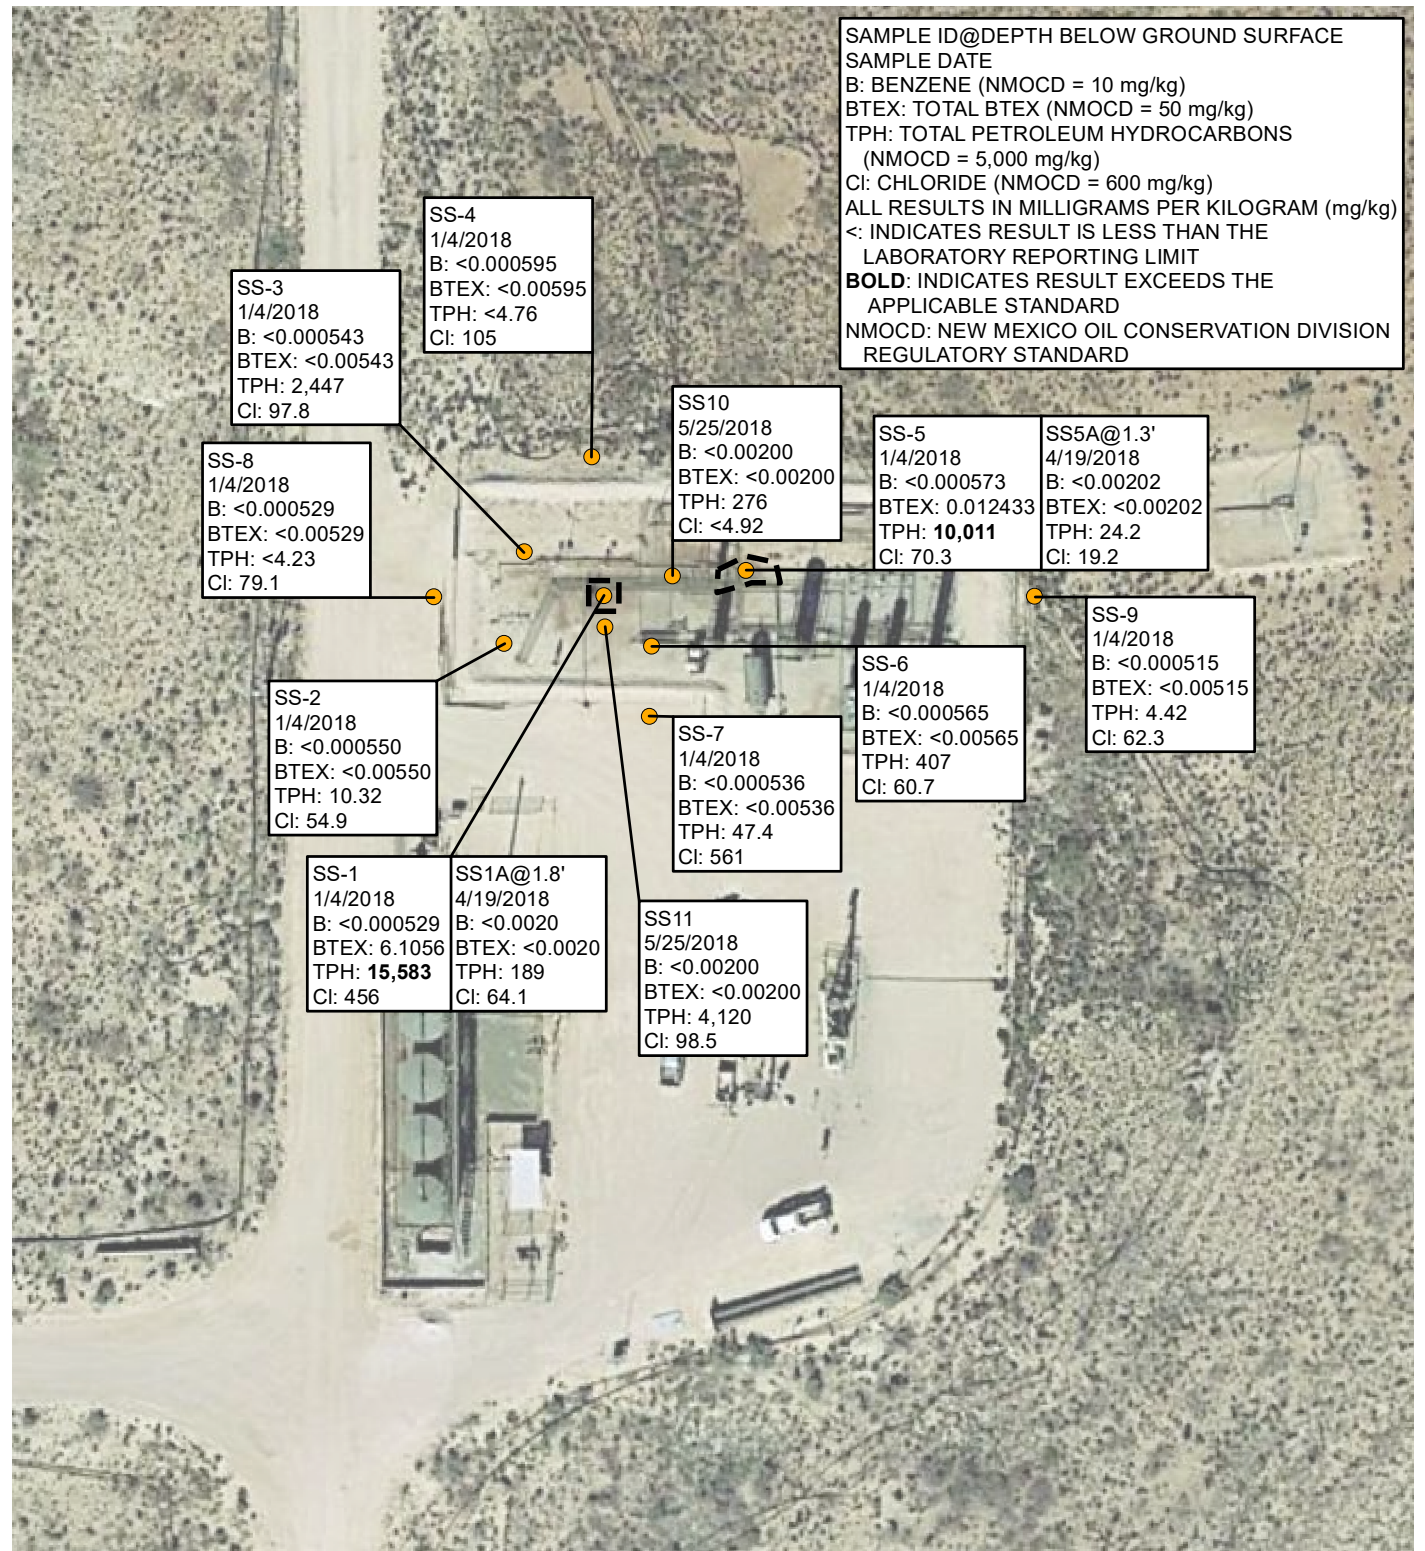 SAMPLE ID@DEPTH BELOW GROUND SURFACE
SAMPLE DATE
B: BENZENE (NMOCD = 10 mg/kg)
BTEX: TOTAL BTEX (NMOCD = 50 mg/kg)
TPH: TOTAL PETROLEUM HYDROCARBONS
(NMOCD = 5,000 mg/kg)
Cl: CHLORIDE (NMOCD = 600 mg/kg)
ALL RESULTS IN MILLIGRAMS PER KILOGRAM (mg/kg)
<: INDICATES RESULT IS LESS THAN THE
LABORATORY REPORTING LIMIT
BOLD: INDICATES RESULT EXCEEDS THE
APPLICABLE STANDARD
NMOCD: NEW MEXICO OIL CONSERVATION DIVISION
REGULATORY STANDARD
SS-4
1/4/2018
B: <0.000595
BTEX: <0.00595
TPH: <4.76
Cl: 105
SS-3
1/4/2018
B: <0.000543
BTEX: <0.00543
TPH: 2,447
Cl: 97.8
SS10
5/25/2018
B: <0.00200
BTEX: <0.00200
TPH: 276
Cl: <4.92
SS-5
1/4/2018
B: <0.000573
BTEX: 0.012433
TPH: 10,011
Cl: 70.3
SS5A@1.3'
4/19/2018
B: <0.00202
BTEX: <0.00202
TPH: 24.2
Cl: 19.2
SS-8
1/4/2018
B: <0.000529
BTEX: <0.00529
TPH: <4.23
Cl: 79.1
SS-9
1/4/2018
B: <0.000515
BTEX: <0.00515
TPH: 4.42
Cl: 62.3
SS-6
1/4/2018
B: <0.000565
BTEX: <0.00565
TPH: 407
Cl: 60.7
SS-2
1/4/2018
B: <0.000550
BTEX: <0.00550
TPH: 10.32
Cl: 54.9
SS-7
1/4/2018
B: <0.000536
BTEX: <0.00536
TPH: 47.4
Cl: 561
SS-1
1/4/2018
B: <0.000529
BTEX: 6.1056
TPH: 15,583
Cl: 456
SS1A@1.8'
4/19/2018
B: <0.0020
BTEX: <0.0020
TPH: 189
Cl: 64.1
SS11
5/25/2018
B: <0.00200
BTEX: <0.00200
TPH: 4,120
Cl: 98.5